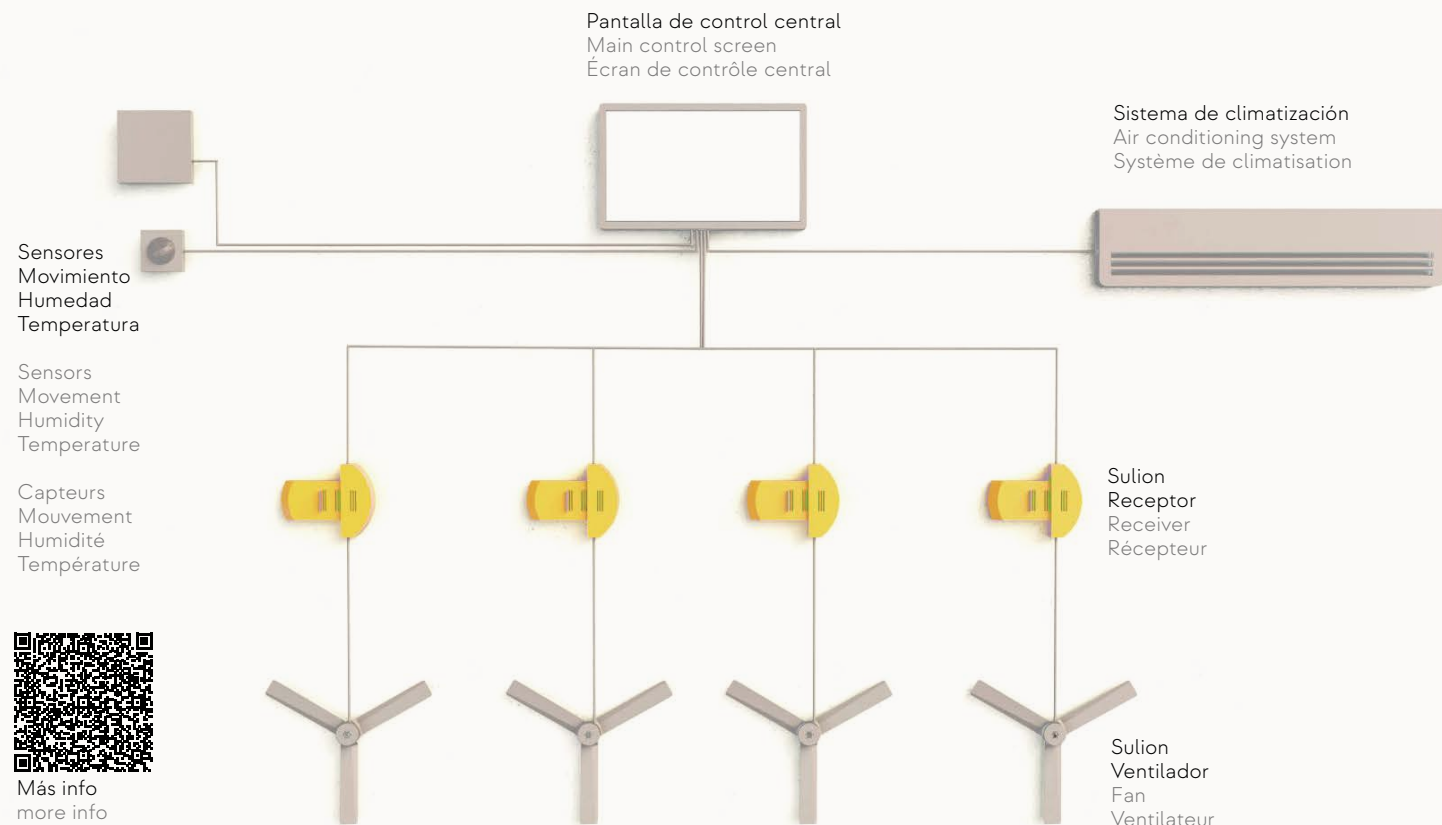 Pantalla de control central
Main control screen
Écran de contrôle central
Sistema de climatización
Air conditioning system
Système de climatisation
Sensores
Movimiento
Humedad
Temperatura
Sensors
Movement
Humidity
Temperature
Capteurs
Mouvement
Humidité
Température
Sulion
Receptor
Receiver
Récepteur
Más info
more info
Sulion
Ventilador
Fan
Ventilateur